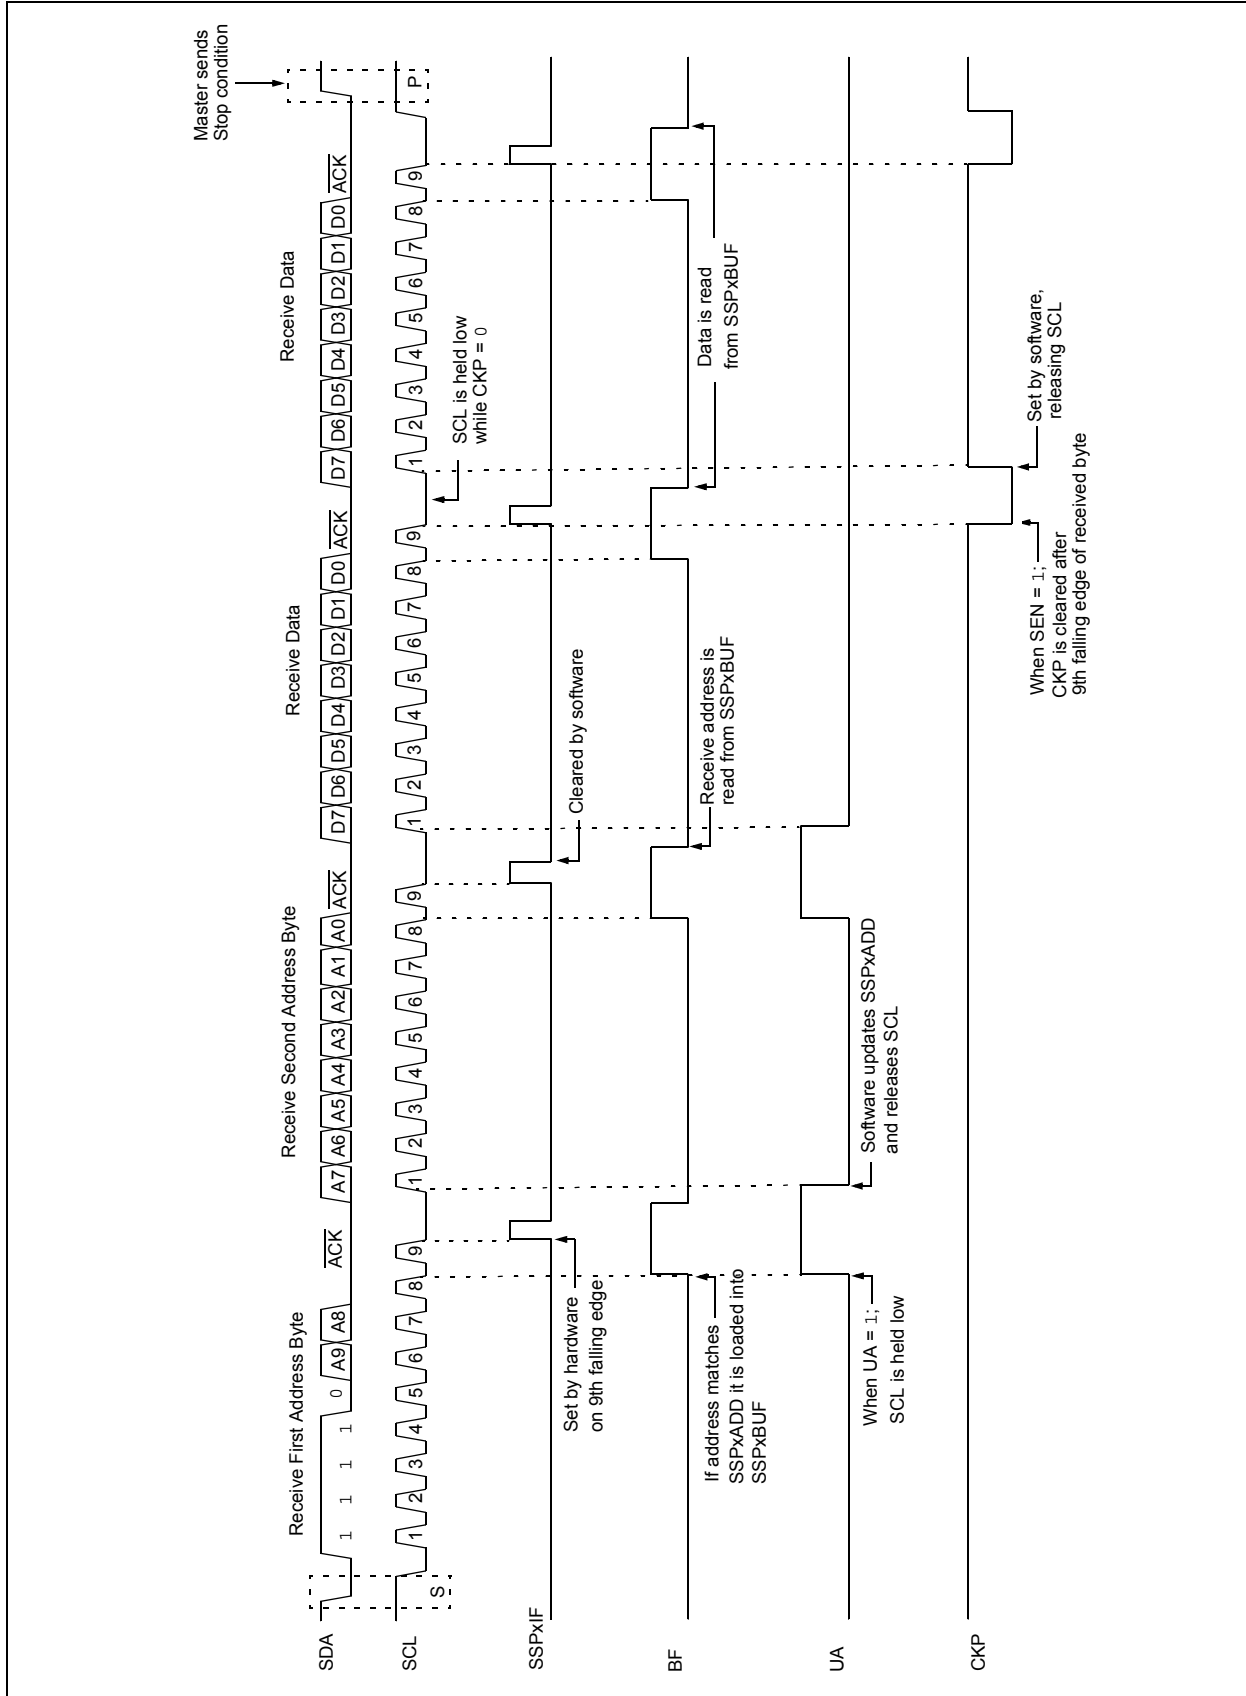 Master sends
Stop condition
Receive First Address Byte
Receive Second Address Byte
Receive Data
Receive Data
SDA
1 1 1 1 0 A9 A8 ACK
A7 A6 A5 A4 A3 A2 A1 A0 ACK
D7 D6 D5 D4 D3 D2 D1 D0 ACK
D7 D6 D5 D4 D3 D2 D1 D0 ACK
SCL
S
1 2 3 4 5 6 7 8 9
1 2 3 4 5 6 7 8 9
1 2 3 4 5 6 7 8 9
1 2 3 4 5 6 7 8 9
P
SCL is held low
while CKP = 0
SSPxIF
Set by hardware
on 9th falling edge
Cleared by software
BF
If address matches
SSPxADD it is loaded into
SSPxBUF
Receive address is
read from SSPxBUF
Data is read
from SSPxBUF
UA
When UA = 1;
SCL is held low
Software updates SSPxADD
and releases SCL
CKP
When SEN = 1;
CKP is cleared after
9th falling edge of received byte
Set by software,
releasing SCL